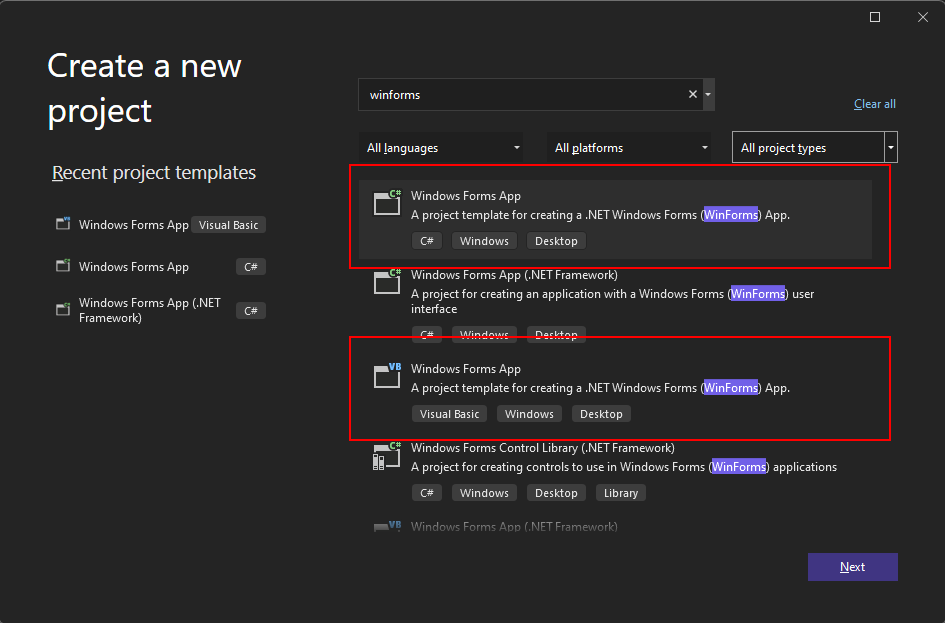 Create a new
project
Recent project templates
Windows Forms App Visual Basic
Windows Forms App C#
Windows Forms App (.NET
Framework) C#
winforms
Clear all
All languages
All platforms
All project types
C#
Windows Forms App
A project template for creating a .NET Windows Forms (WinForms) App.
C# Windows Desktop
C#
Windows Forms App (.NET Framework)
A project for creating an application with a Windows Forms (WinForms) user
interface
C# Windows Desktop
VB
Windows Forms App
A project template for creating a .NET Windows Forms (WinForms) App.
Visual Basic Windows Desktop
C#
Windows Forms Control Library (.NET Framework)
A project for creating controls to use in Windows Forms (WinForms) applications
C# Windows Desktop Library
VB
Windows Forms App (.NET Framework)
Next